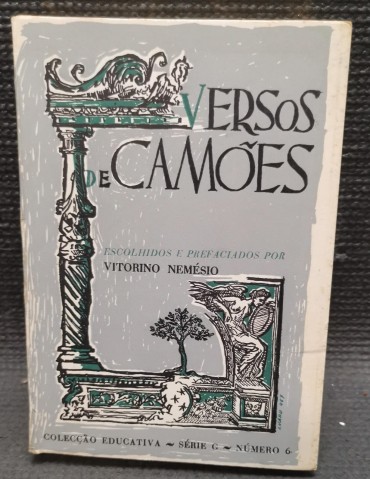 VERSOS
DE CAMÕES
ESCOLHIDOS E PREFACIADOS POR
VITORINO NEMÉSIO
COLECÇÃO EDUCATIVA ~ SÉRIE G ~ NÚMERO 6